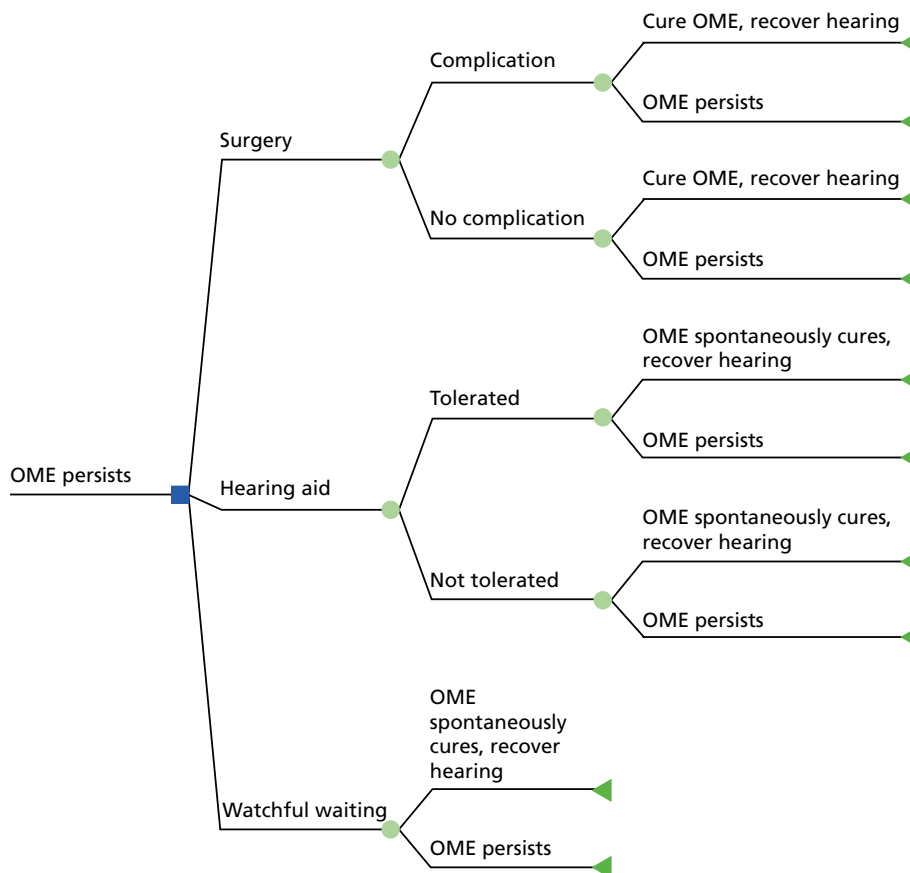 Cure OME, recover hearing
Complication
OME persists
Surgery
Cure OME, recover hearing
No complication
OME persists
OME spontaneously cures,
recover hearing
Tolerated
OME persists
OME persists
Hearing aid
OME spontaneously cures,
recover hearing
Not tolerated
OME persists
OME
spontaneously
cures, recover
hearing
Watchful waiting
OME persists